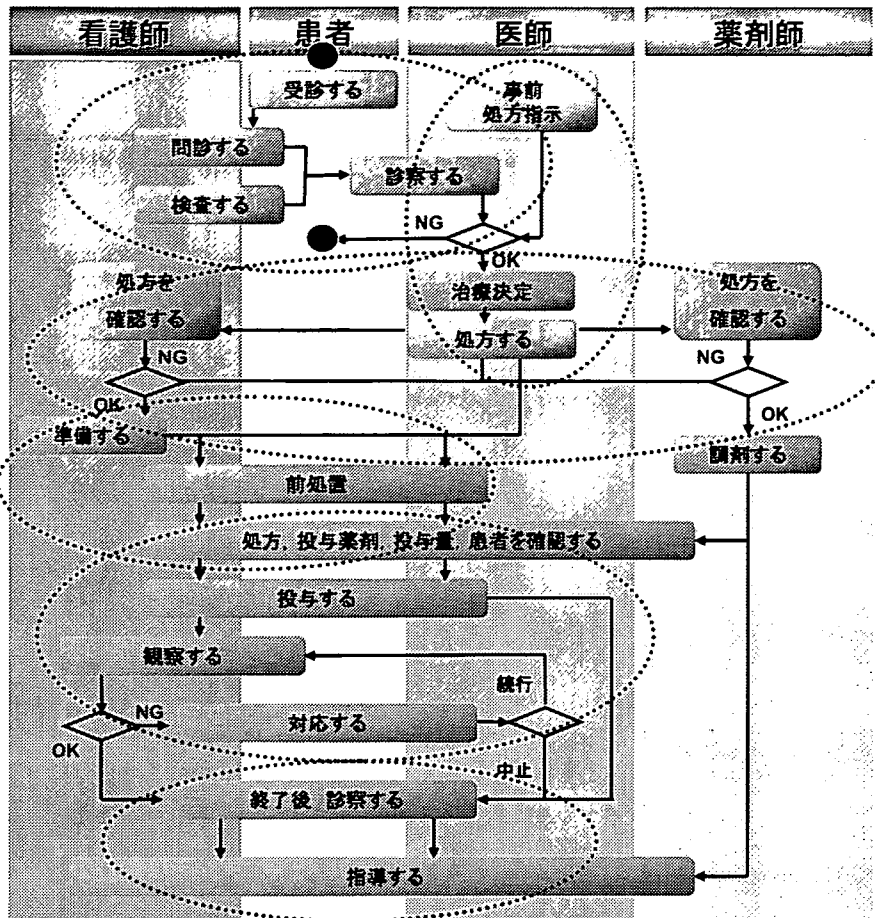 看護師
患者
医師
薬剤師
受診する
事前
処方指示
問診する
診察する
検査する
NG
OK
処方を
確認する
治療決定
処方を
確認する
処方する
NG
NG
OK
OK
準備する
調剤する
前処置
処方、投与薬剤、投与量、患者を確認する
投与する
観察する
続行
NG
対応する
OK
中止
終了後 診察する
指導する